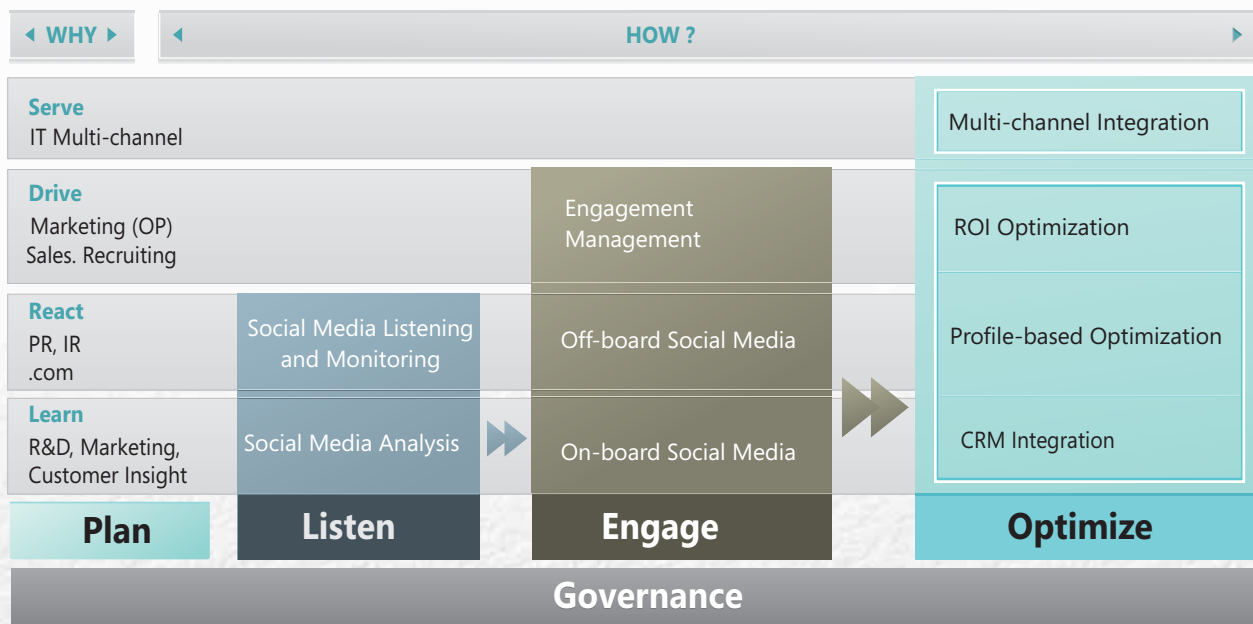 WHY
HOW ?
Serve
IT Multi-channel
Multi-channel Integration
Drive
Marketing (OP)
Sales. Recruiting
Engagement
Management
ROI Optimization
React
PR, IR
.com
Social Media Listening
and Monitoring
Off-board Social Media
Profile-based Optimization
Learn
R&D, Marketing,
Customer Insight
Social Media Analysis
On-board Social Media
CRM Integration
Plan
Listen
Engage
Optimize
Governance